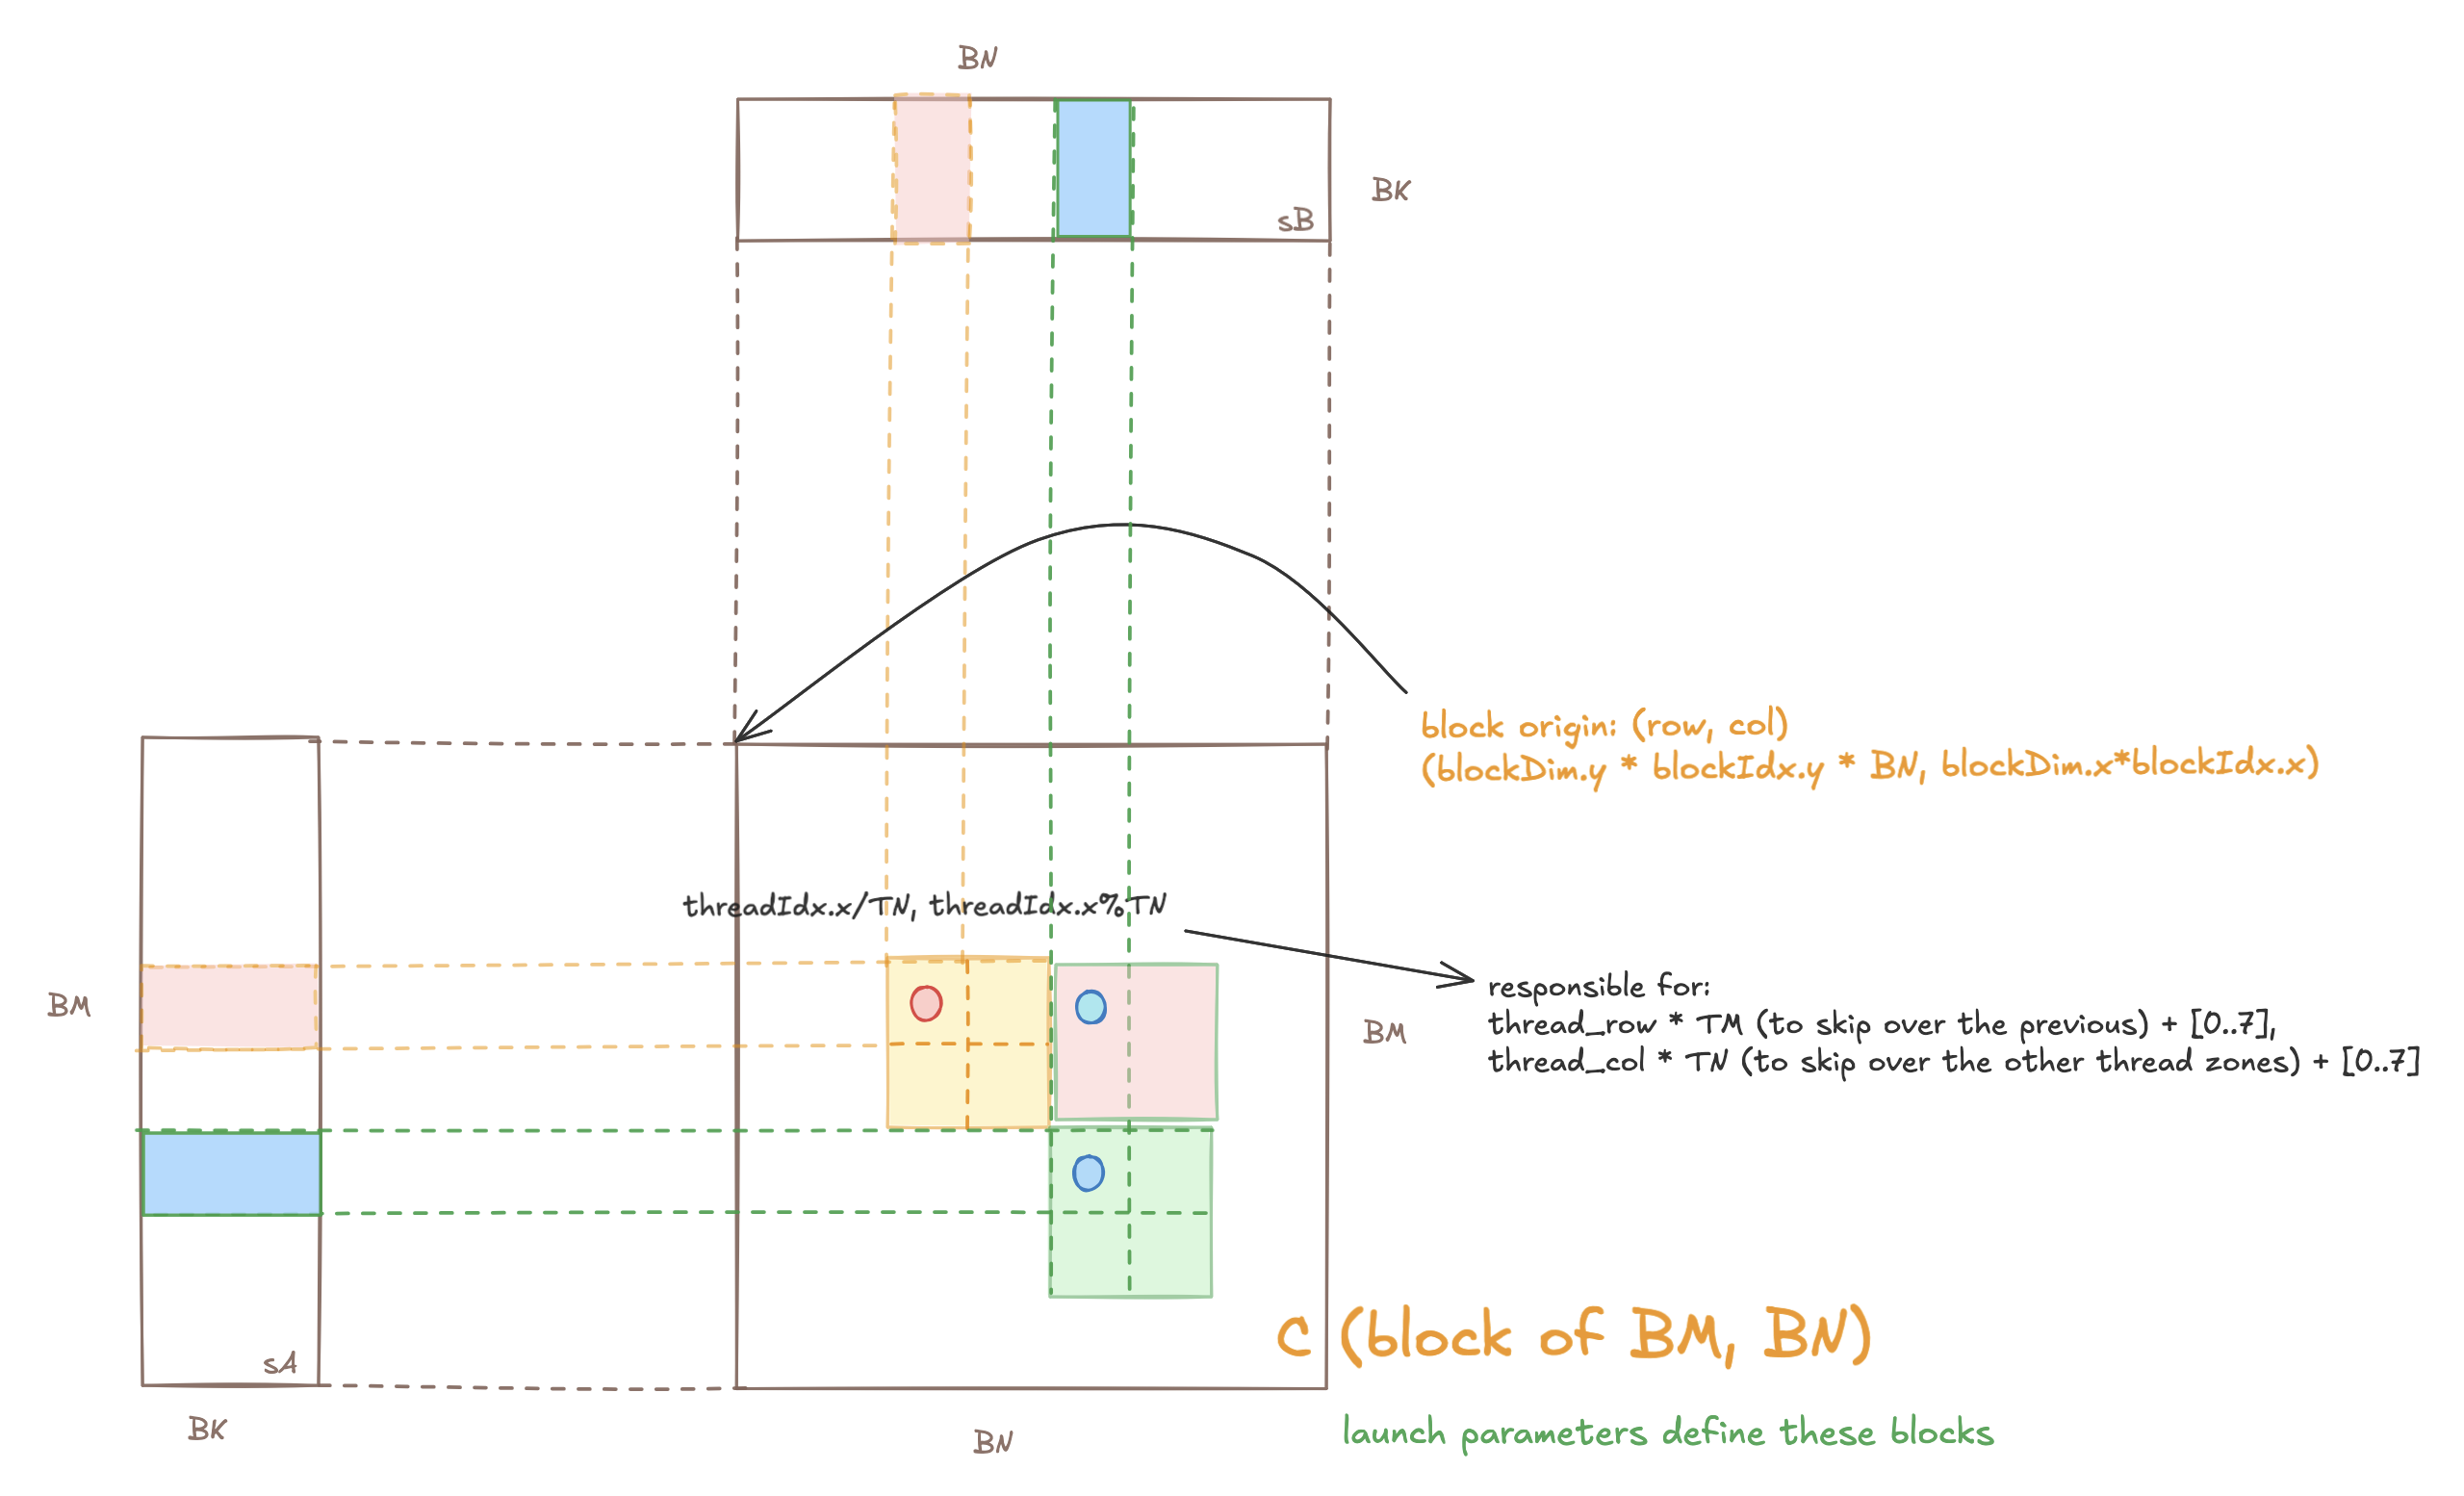 BN
BK
sB
block origin: (row, col)
(blockDim.y * blockIdx.y * BN, blockDim.x*blockIdx.x)
threadIdx.x/TN, threadIdx.x%TN
BM
responsible for:
thread_row * TM (to skip over the previous) + [0..7],
thread_col * TN (to skip over the other thread zones) + [0..7]
BM
C (block of BM, BN)
sA
BK
BN
launch parameters define these blocks